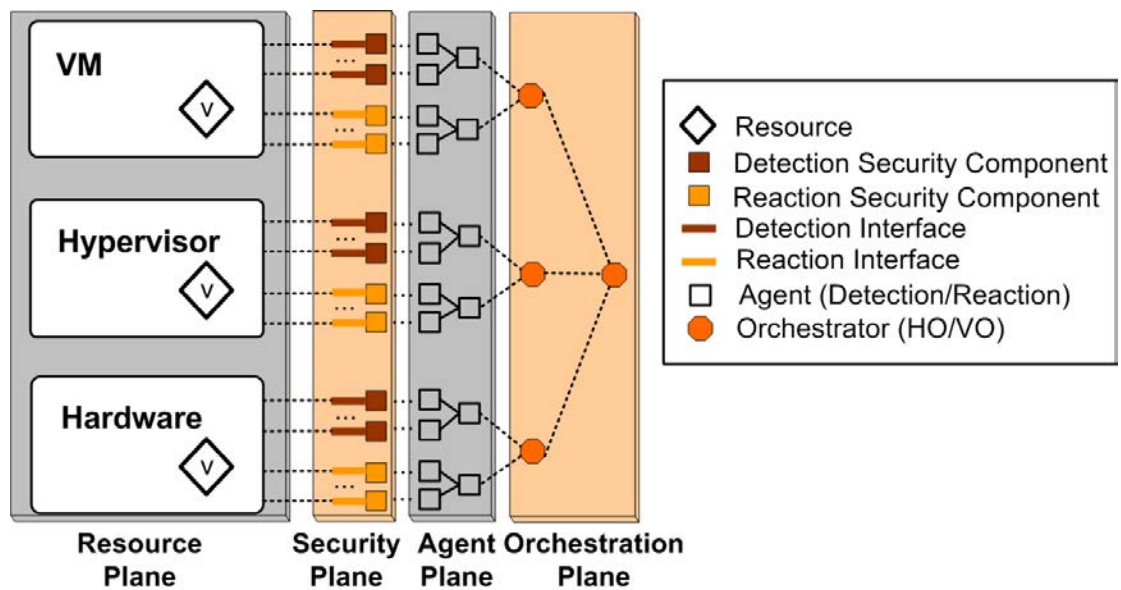 VM
V
...
...
Hypervisor
V
...
...
Hardware
V
...
...
Resource
Plane
Security
Plane
Agent
Plane
Orchestration
Plane
Resource
Detection Security Component
Reaction Security Component
Detection Interface
Reaction Interface
Agent (Detection/Reaction)
Orchestrator (HO/VO)